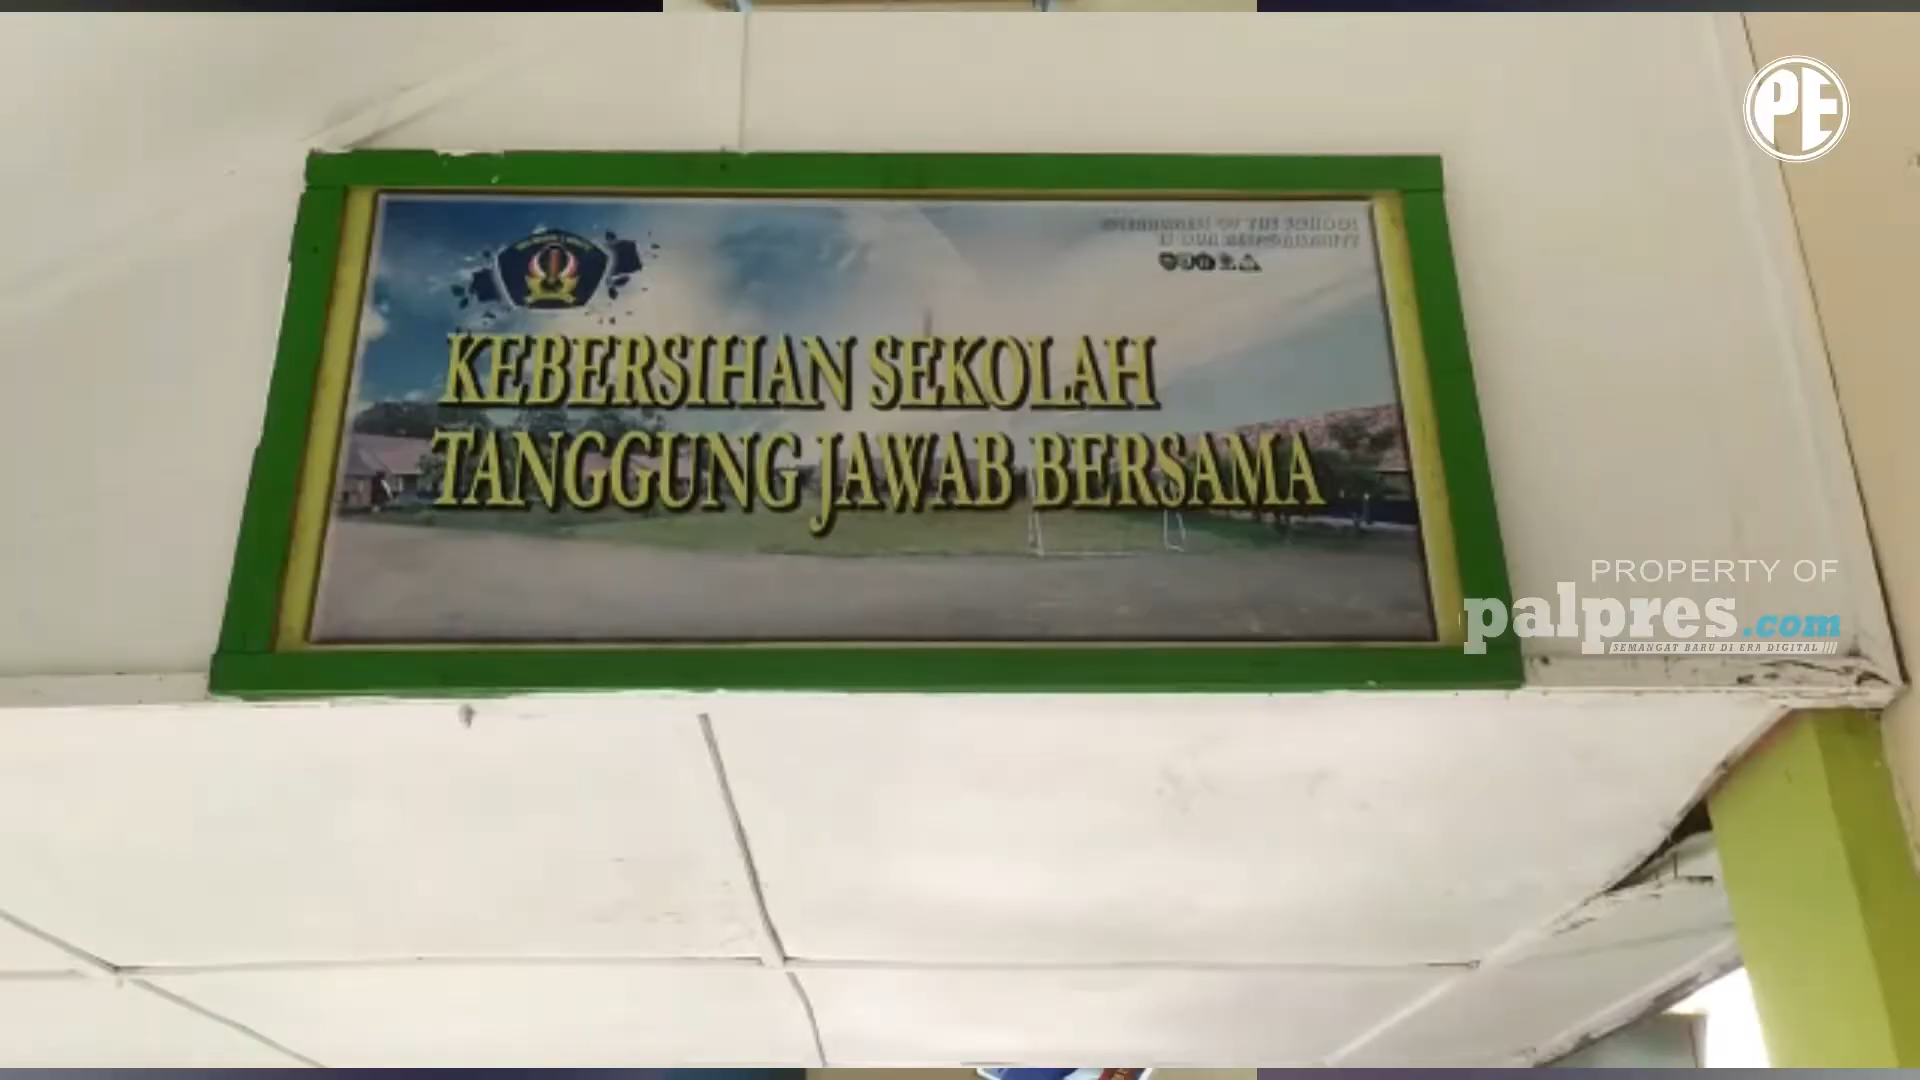 PE
KEBERSIHAN SEKOLAH
TANGGUNG JAWAB BERSAMA
PROPERTY OF
palpres.com
SEMANGAT BARU DI ERA DIGITAL